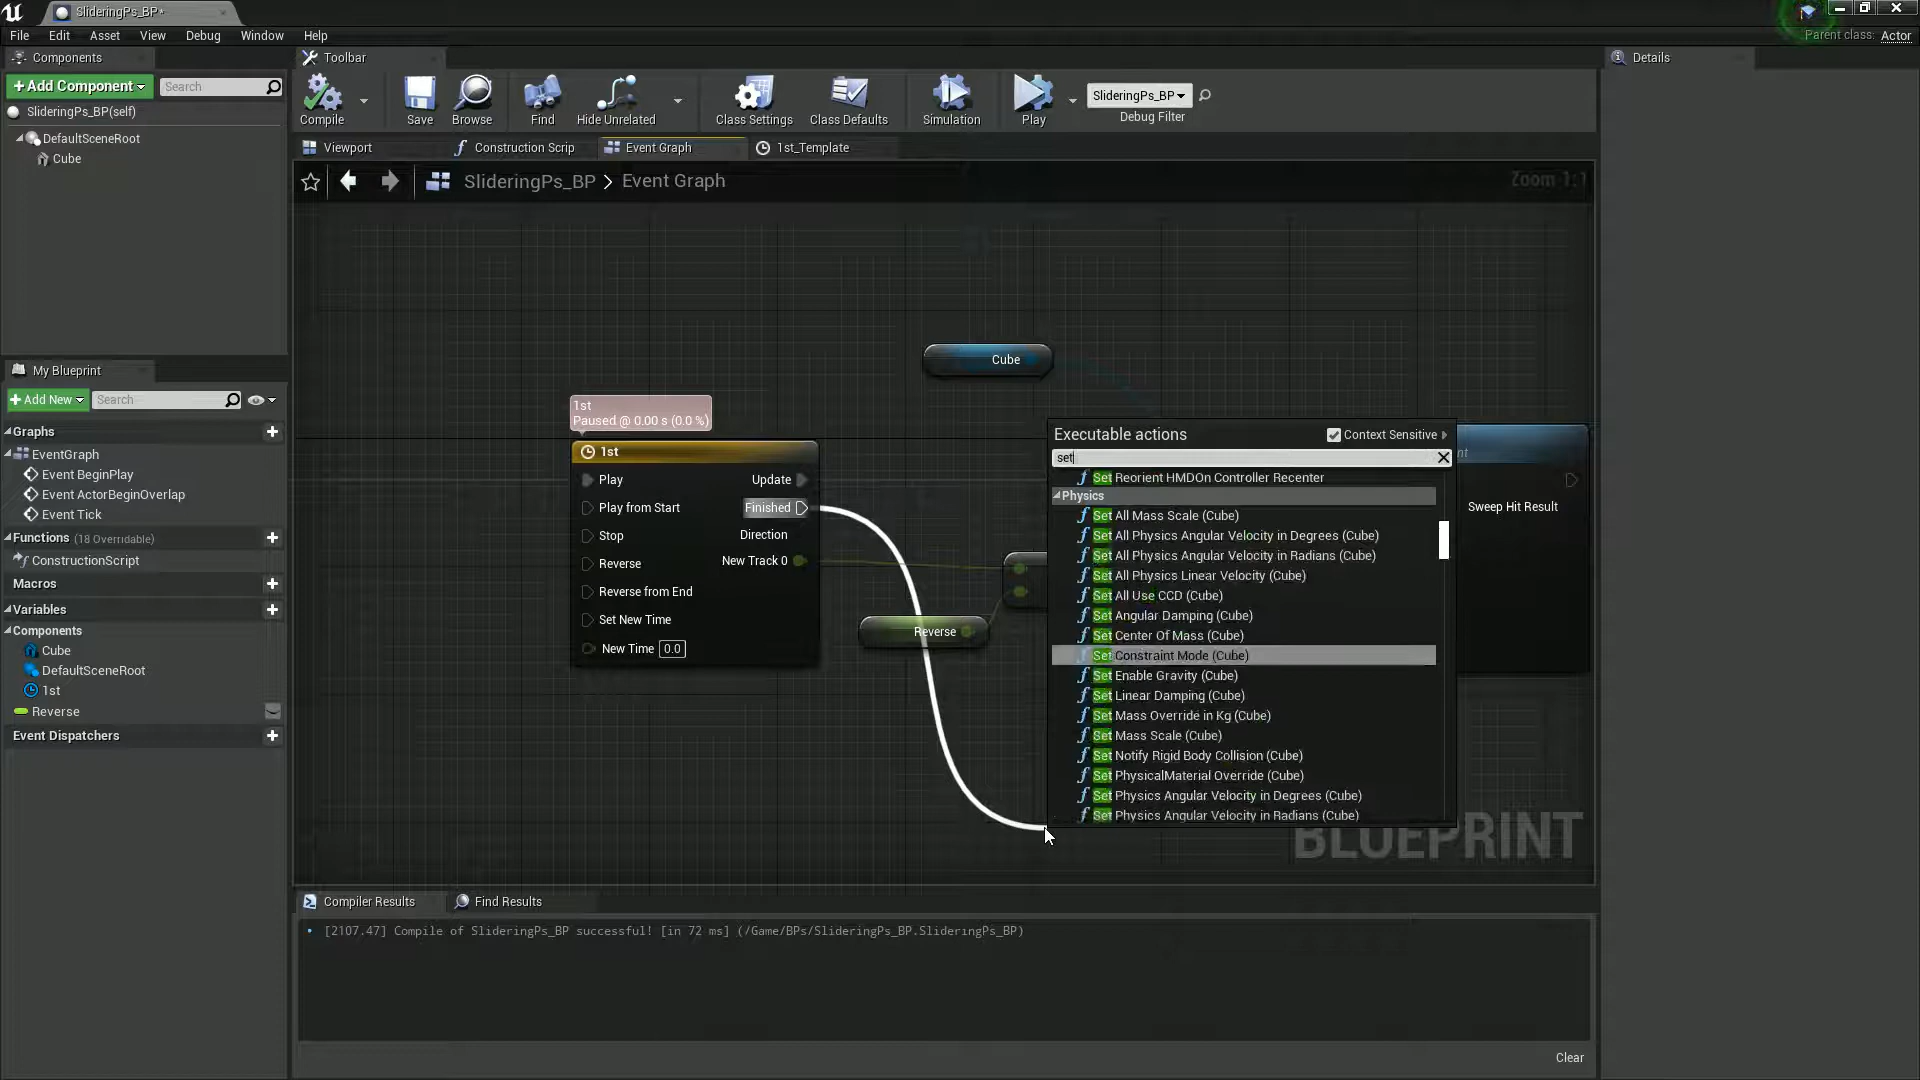 SlideringPs_BP*
File Edit Asset View Debug Window Help
Parent class: Actor
Components
+Add Component
Search
SlideringPs_BP(self)
DefaultSceneRoot
Cube
Toolbar
Compile
Save
Browse
Find
Hide Unrelated
Class Settings
Class Defaults
Simulation
Play
SlideringPs_BP
Debug Filter
Details
Viewport
Construction Scrip
Event Graph
1st_Template
SlideringPs_BP > Event Graph
Zoom 1:1
My Blueprint
+Add New
Search
Graphs
EventGraph
Event BeginPlay
Event ActorBeginOverlap
Event Tick
Functions (18 Overridable)
ConstructionScript
Macros
Variables
Components
Cube
DefaultSceneRoot
1st
Reverse
Event Dispatchers
Cube
1st
Paused @ 0.00 s (0.0 %)
1st
Play
Update
Play from Start
Finished
Stop
Direction
Reverse
New Track 0
Reverse from End
Set New Time
New Time 0.0
Reverse
Executable actions
Context Sensitive
set
Set Reorient HMDOn Controller Recenter
Physics
Set All Mass Scale (Cube)
Set All Physics Angular Velocity in Degrees (Cube)
Set All Physics Angular Velocity in Radians (Cube)
Set All Physics Linear Velocity (Cube)
Set All Use CCD (Cube)
Set Angular Damping (Cube)
Set Center Of Mass (Cube)
Set Constraint Mode (Cube)
Set Enable Gravity (Cube)
Set Linear Damping (Cube)
Set Mass Override in Kg (Cube)
Set Mass Scale (Cube)
Set Notify Rigid Body Collision (Cube)
Set PhysicalMaterial Override (Cube)
Set Physics Angular Velocity in Degrees (Cube)
Set Physics Angular Velocity in Radians (Cube)
nt
Sweep Hit Result
BLUEPRINT
Compiler Results
Find Results
[2107.47] Compile of SlideringPs_BP successful! [in 72 ms] (/Game/BPs/SlideringPs_BP.SlideringPs_BP)
Clear